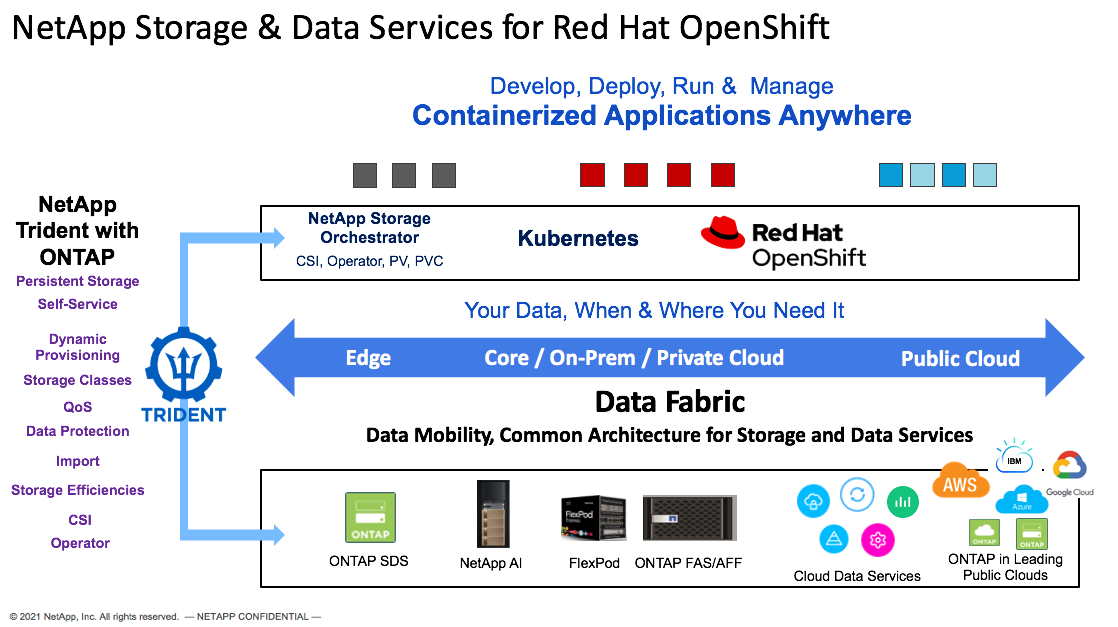 NetApp Storage & Data Services for Red Hat OpenShift
Develop, Deploy, Run & Manage
Containerized Applications Anywhere
NetApp
Trident with
ONTAP
Persistent Storage
Self-Service
Dynamic
Provisioning
Storage Classes
QoS
Data Protection
Import
Storage Efficiencies
CSI
Operator
TRIDENT
NetApp Storage
Orchestrator
CSI, Operator, PV, PVC
Kubernetes
Red Hat
OpenShift
Your Data, When & Where You Need It
Edge
Core / On-Prem / Private Cloud
Public Cloud
Data Fabric
Data Mobility, Common Architecture for Storage and Data Services
ONTAP
ONTAP SDS
NetApp AI
FlexPod
Express
FlexPod
ONTAP FAS/AFF
Cloud Data Services
AWS
IBM
Google Cloud
Azure
ONTAP
ONTAP
ONTAP in Leading
Public Clouds
© 2021 NetApp, Inc. All rights reserved. — NETAPP CONFIDENTIAL —